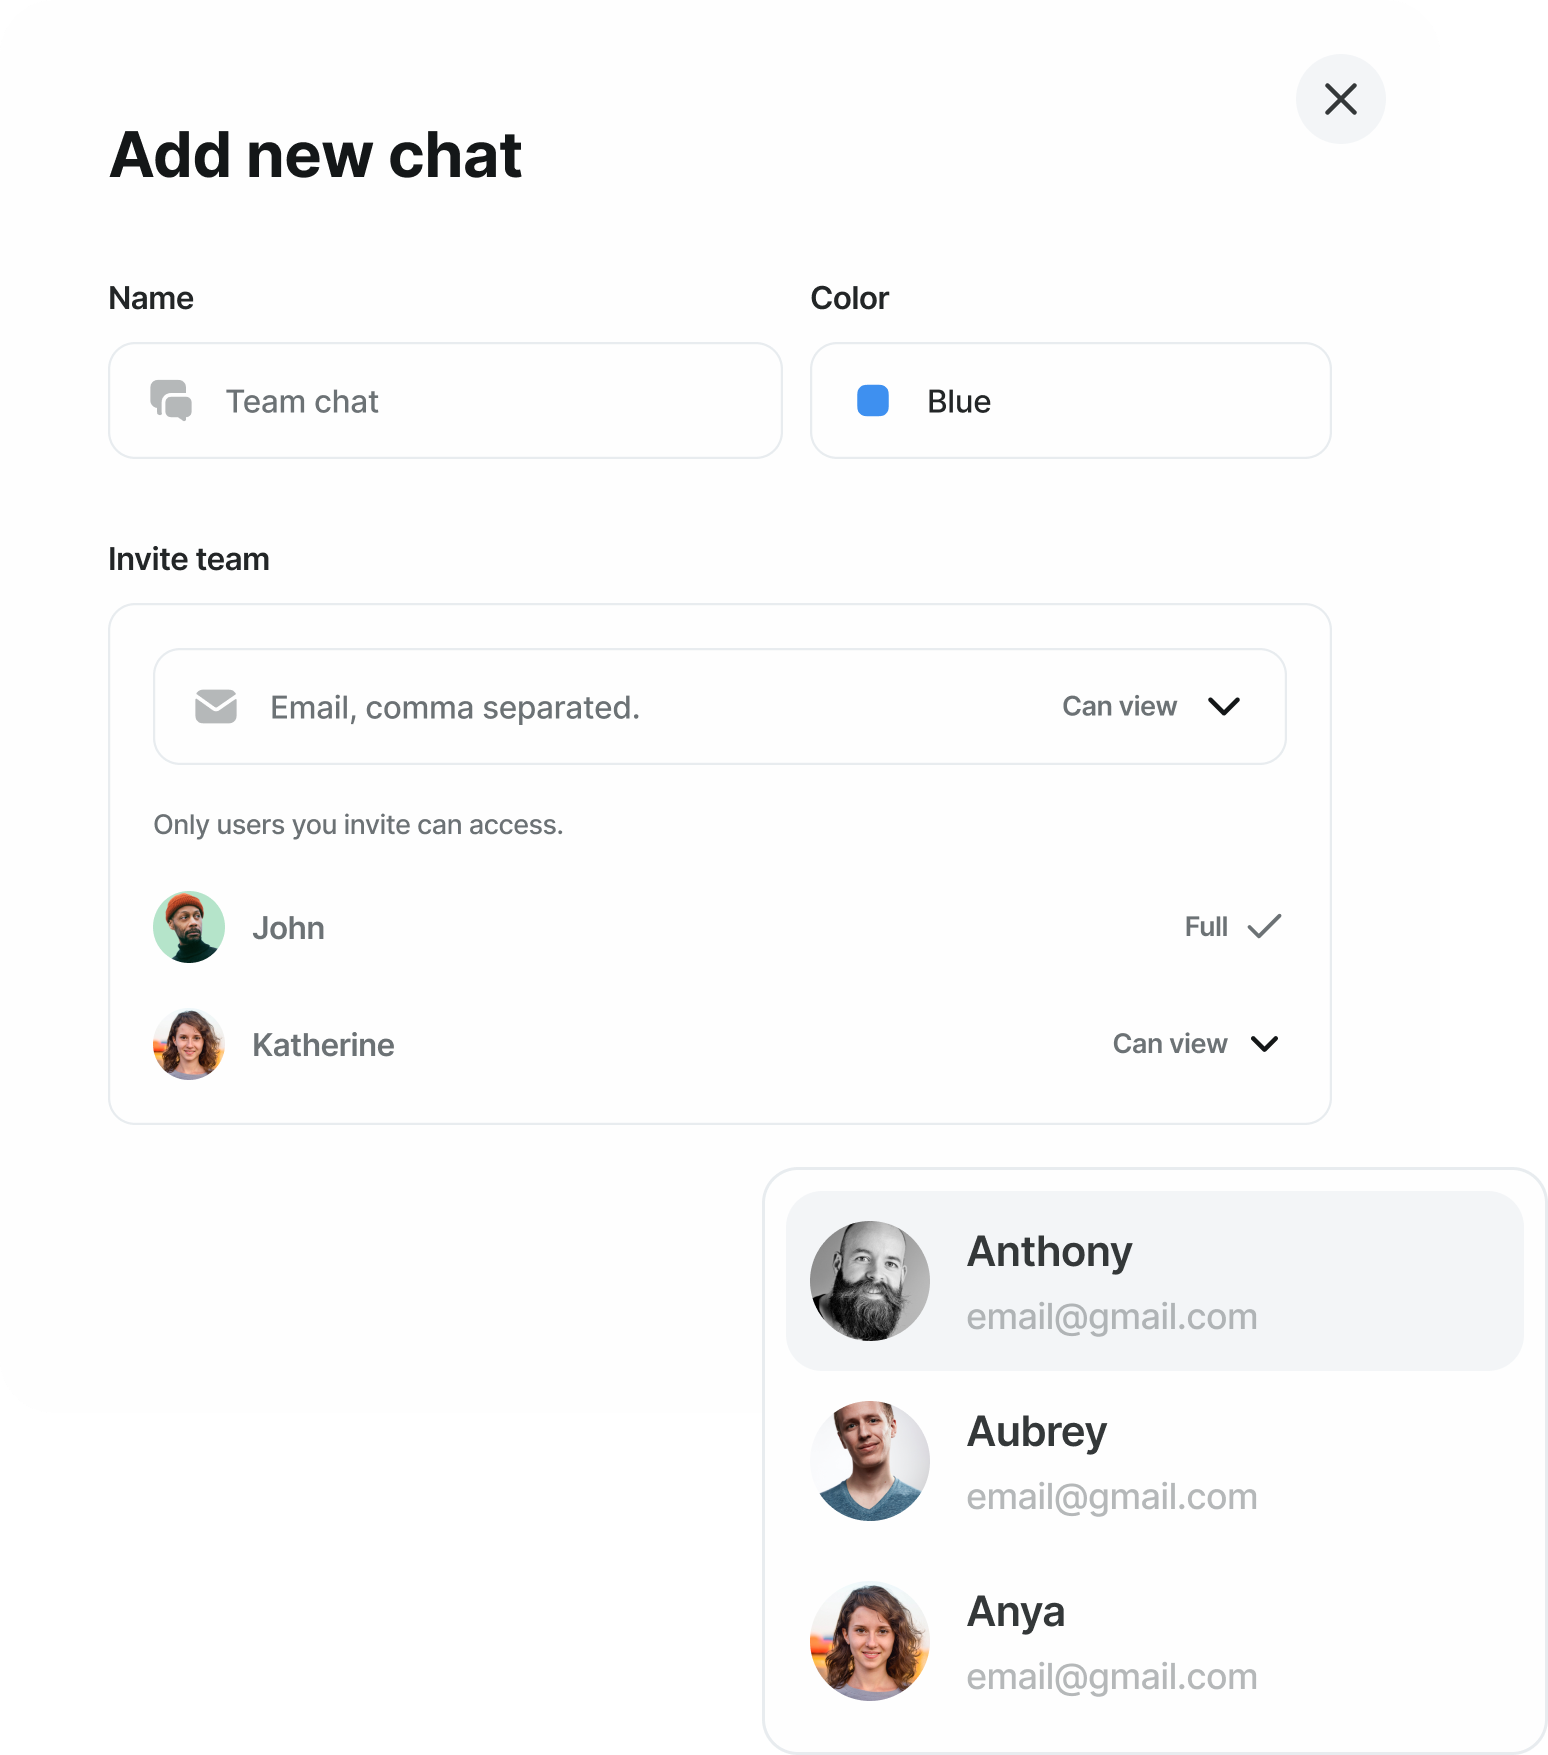 Add new chat
Name
Color
Team chat
Blue
Invite team
Email, comma separated.
Can view
Only users you invite can access.
John
Full
Katherine
Can view
Anthony
email@gmail.com
Aubrey
email@gmail.com
Anya
email@gmail.com